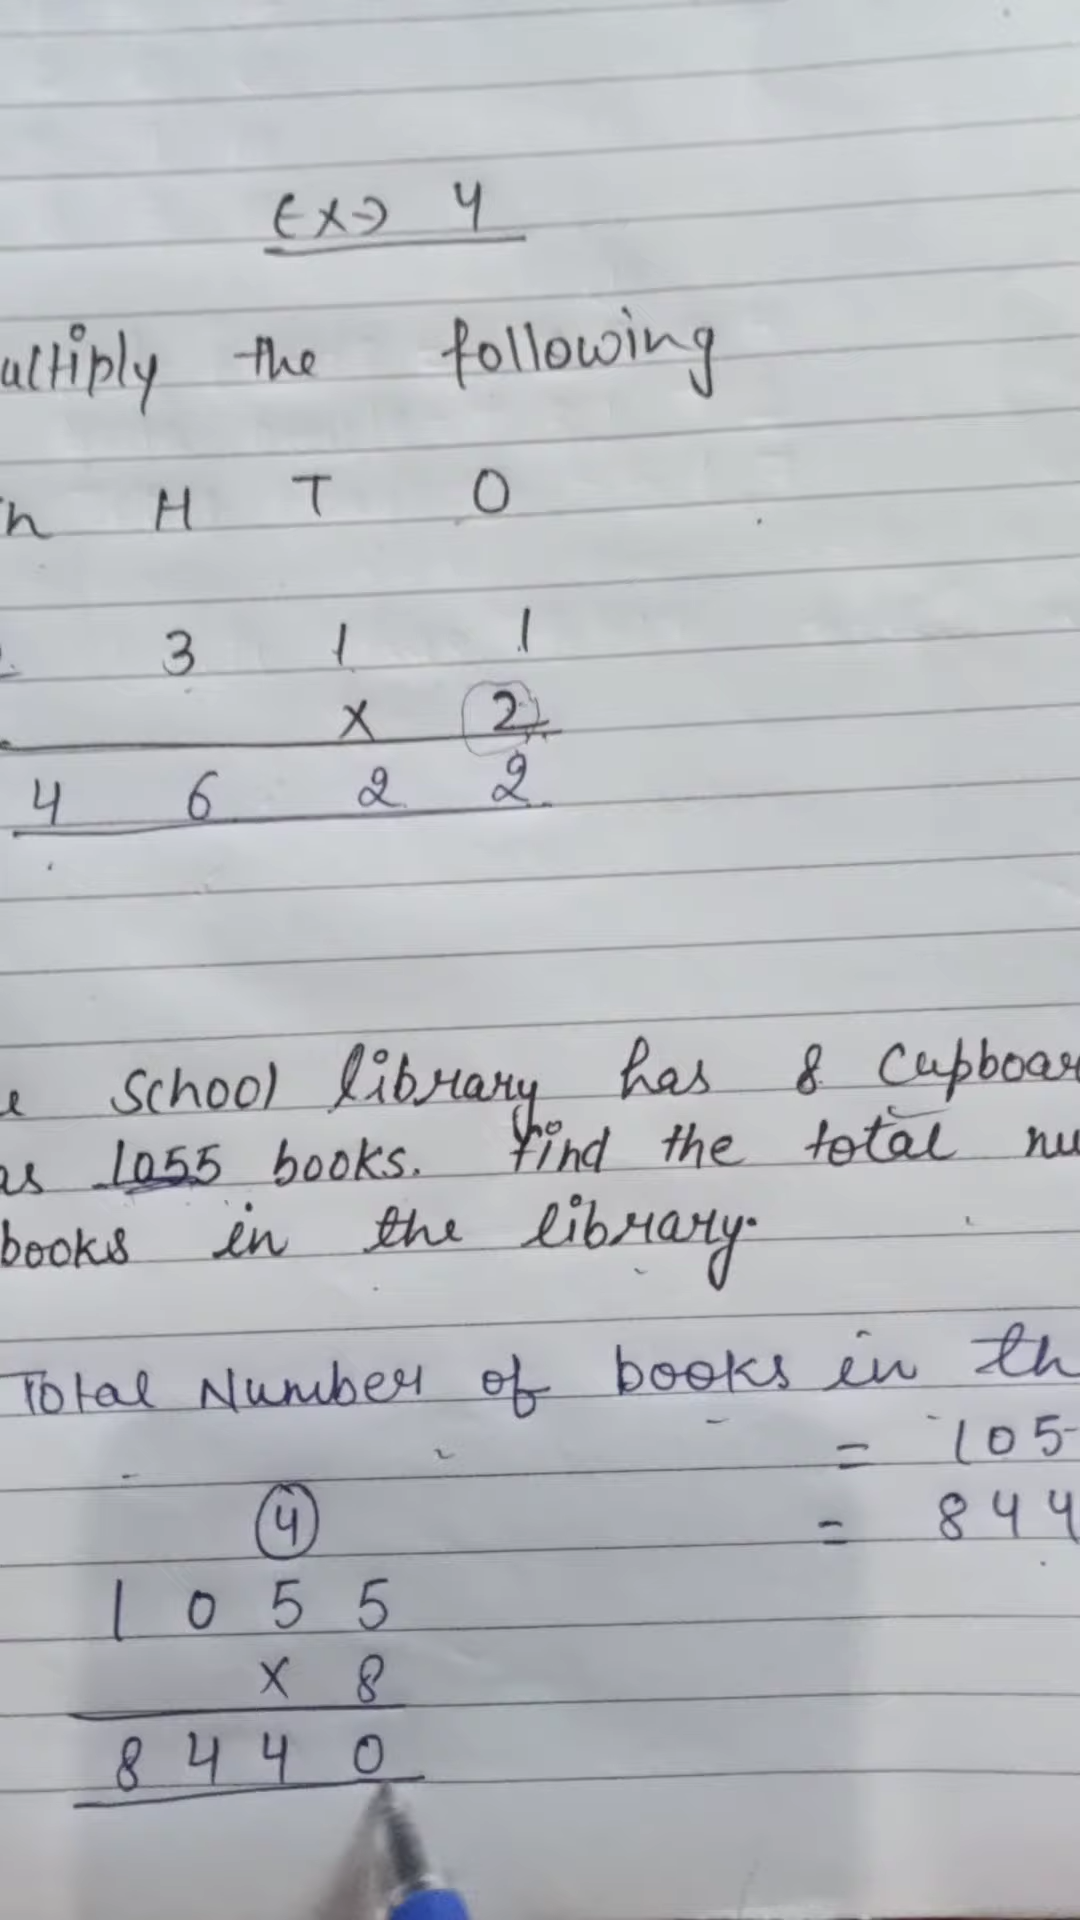 Ex→ 4
ultiply the following
h H T O
3 1 1
x 2
4 6 2 2
e School library has 8 Cupboar
as 1055 books. find the total nu
books in the library.
Total Number of books in th
= 105
= 844
4
1 0 5 5
x 8
8 4 4 0